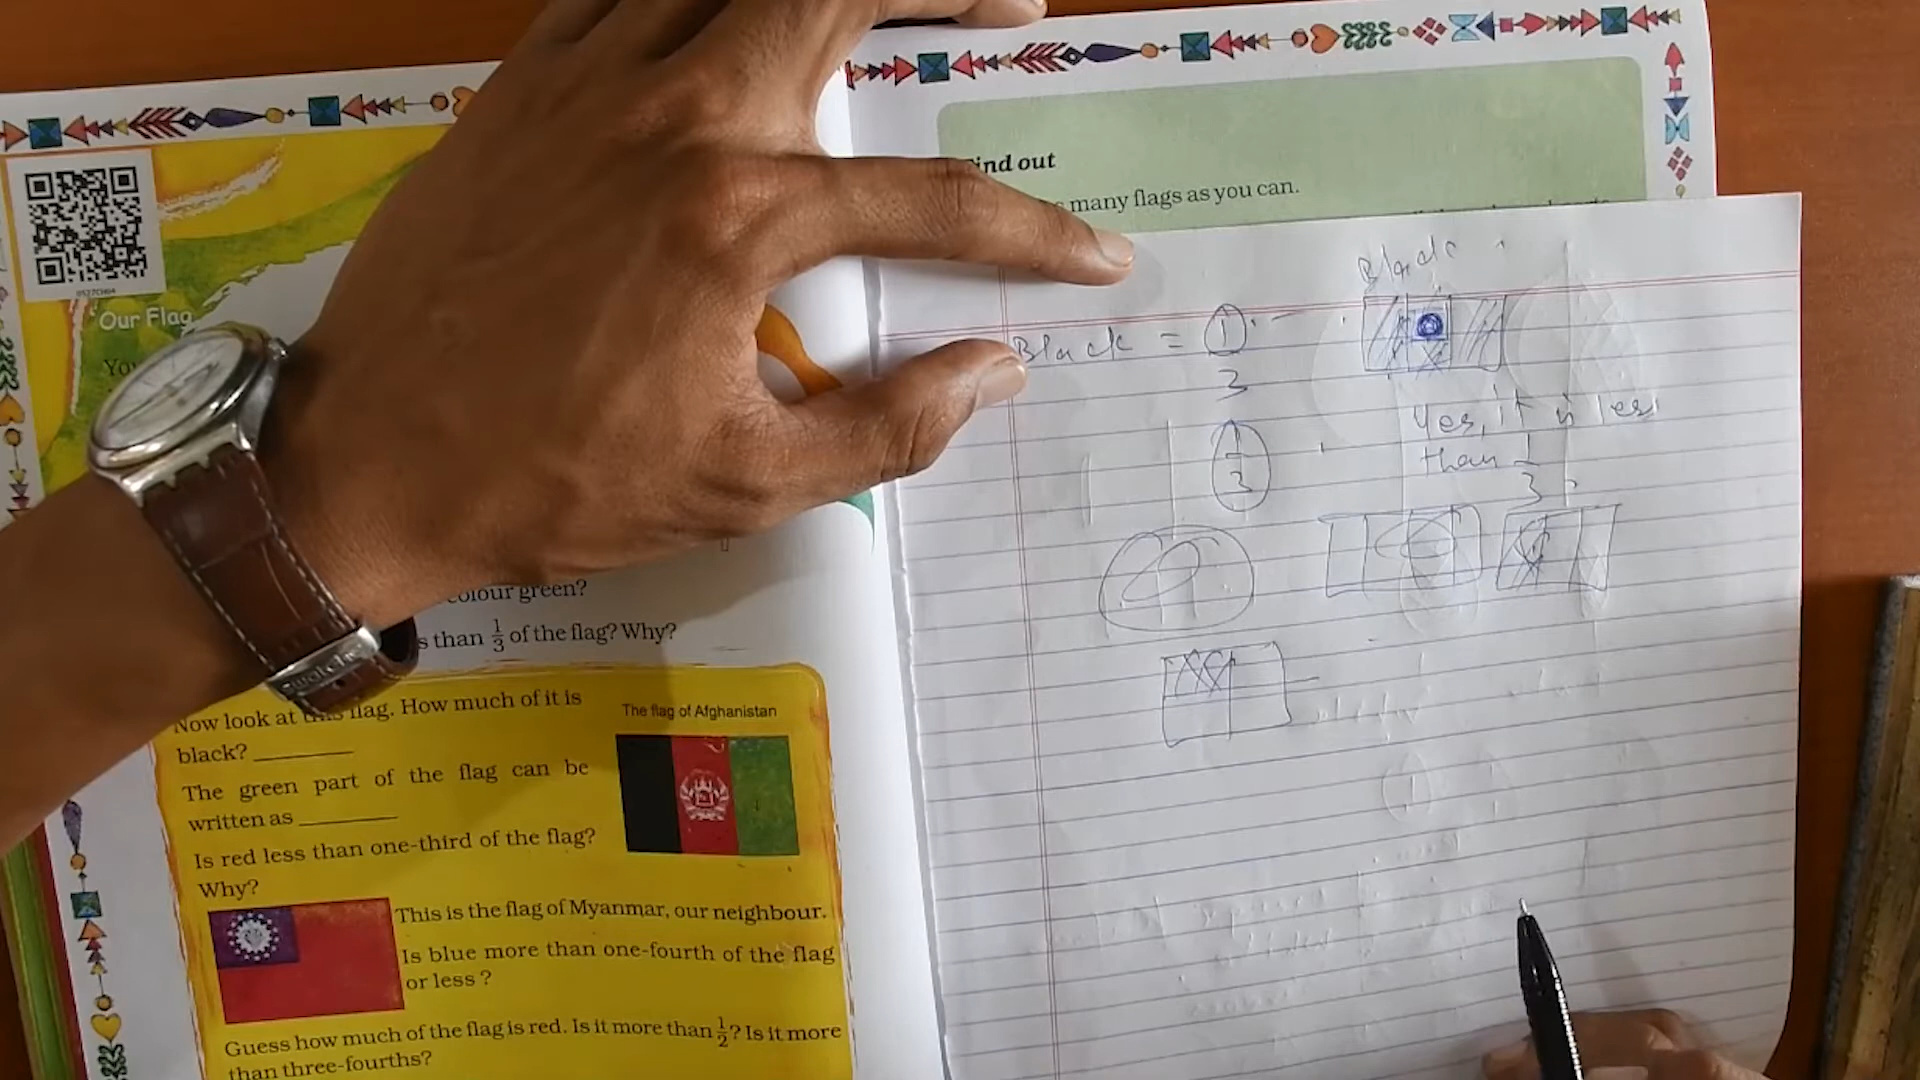 Our Flag
You
colour green?
s than 1/3 of the flag? Why?
Now look at this flag. How much of it is
black? ________
The green part of the flag can be
written as ________
Is red less than one-third of the flag?
Why?
The flag of Afghanistan
This is the flag of Myanmar, our neighbour.
Is blue more than one-fourth of the flag
or less ?
Guess how much of the flag is red. Is it more than 1/2? Is it more
than three-fourths?
swatch
ind out
many flags as you can.
Black
Black = 1/3
1/3
Yes, it is less
than 1/3